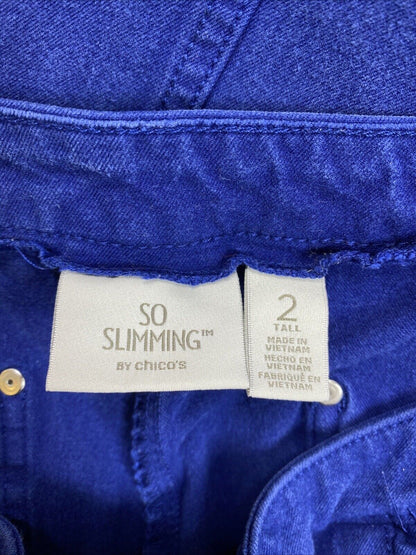 SO
SLIMMING™
BY chico's
2
TALL
MADE IN
VIETNAM
HECHO EN
VIETNAM
FABRIQUÉ EN
VIETNAM